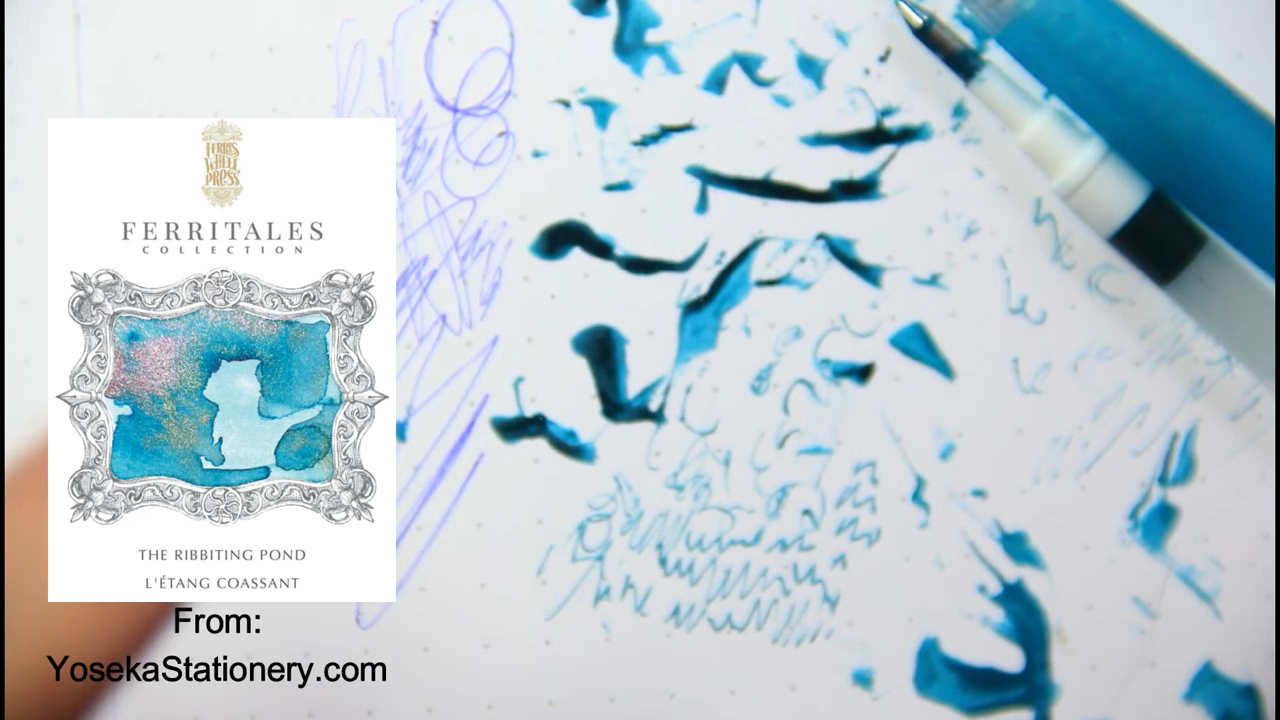 FERRIS
WHEEL
PRESS
FERRITALES
COLLECTION
THE RIBBITING POND
L'ÉTANG COASSANT
From:
YosekaStationery.com